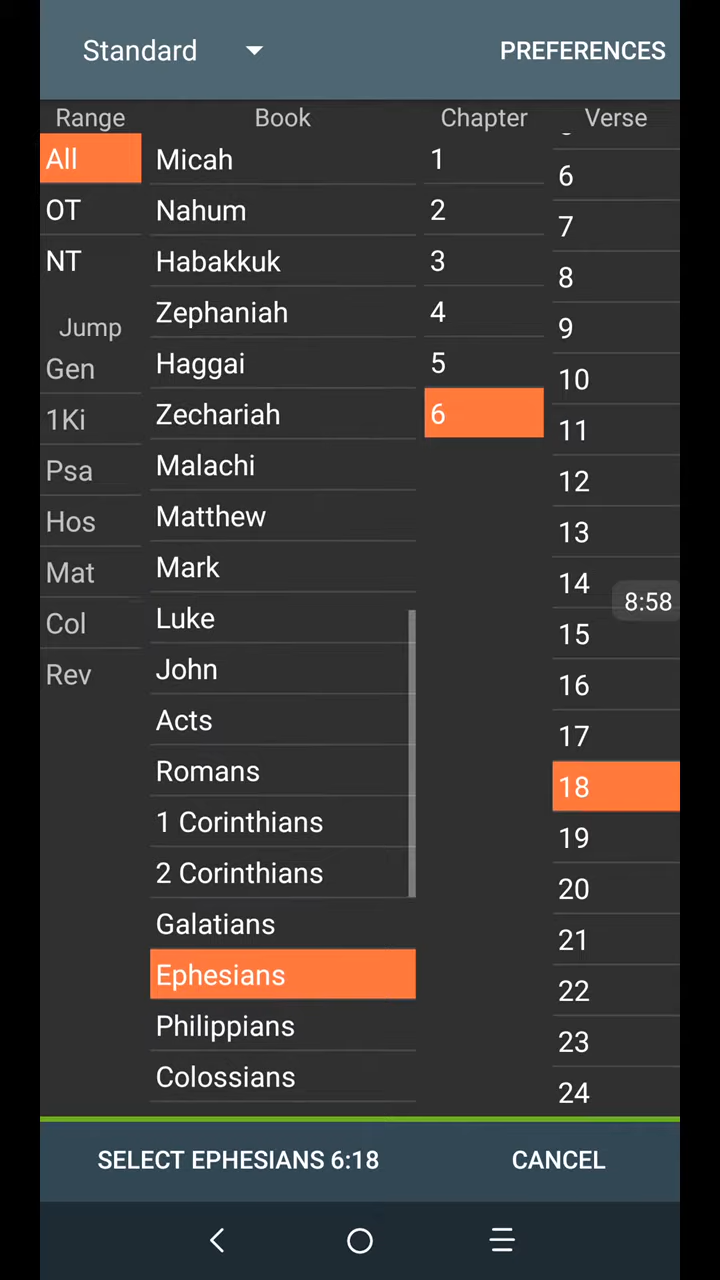 Standard
PREFERENCES
Range
Book
Chapter
Verse
All
OT
NT
Jump
Gen
1Ki
Psa
Hos
Mat
Col
Rev
Micah
Nahum
Habakkuk
Zephaniah
Haggai
Zechariah
Malachi
Matthew
Mark
Luke
John
Acts
Romans
1 Corinthians
2 Corinthians
Galatians
Ephesians
Philippians
Colossians
1
2
3
4
5
6
6
7
8
9
10
11
12
13
14
8:58
15
16
17
18
19
20
21
22
23
24
SELECT EPHESIANS 6:18
CANCEL